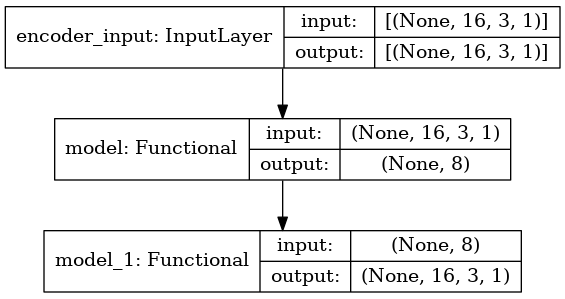 encoder_input: InputLayer
input: [(None, 16, 3, 1)]
output: [(None, 16, 3, 1)]
model: Functional
input: (None, 16, 3, 1)
output: (None, 8)
model_1: Functional
input: (None, 8)
output: (None, 16, 3, 1)